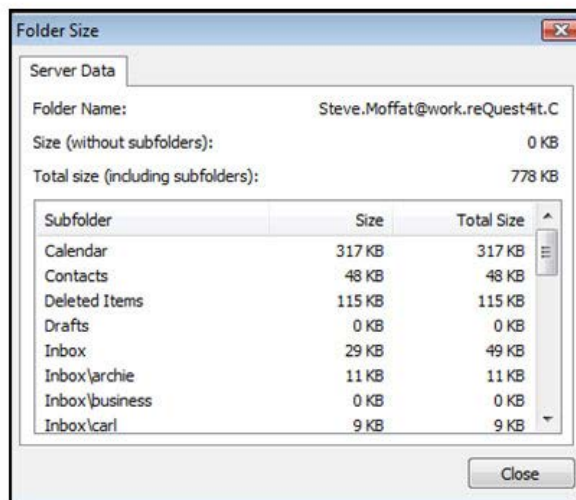 Folder Size
Server Data
Folder Name: Steve.Moffat@work.reQuest4it.C
Size (without subfolders): 0 KB
Total size (including subfolders): 778 KB
Subfolder Size Total Size
Calendar 317 KB 317 KB
Contacts 48 KB 48 KB
Deleted Items 115 KB 115 KB
Drafts 0 KB 0 KB
Inbox 29 KB 49 KB
Inbox\archie 11 KB 11 KB
Inbox\business 0 KB 0 KB
Inbox\carl 9 KB 9 KB
Close